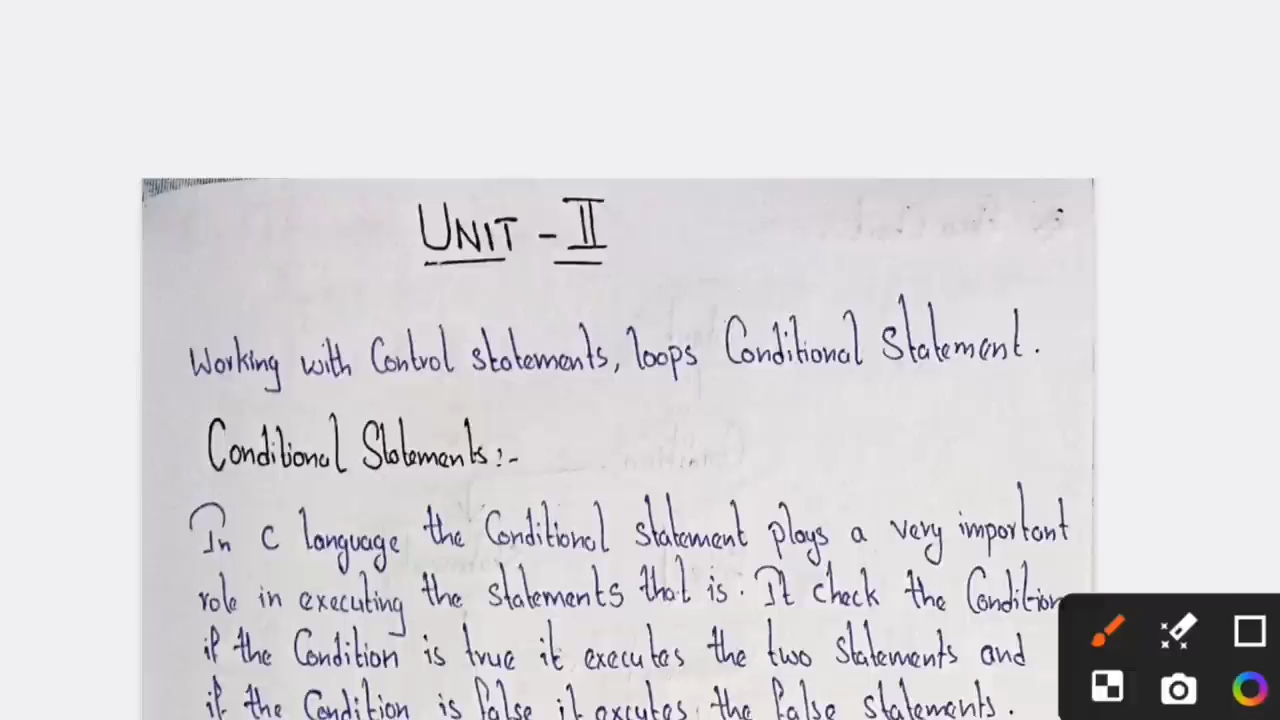 UNIT - II
Working with Control statements, loops Conditional Statement.
Conditional Statements:-
In C language the Conditional statement plays a very important
role in executing the statements that is. It check the Condition
if the Condition is true it executes the two statements and
if the Condition is false it excutes the false statements.